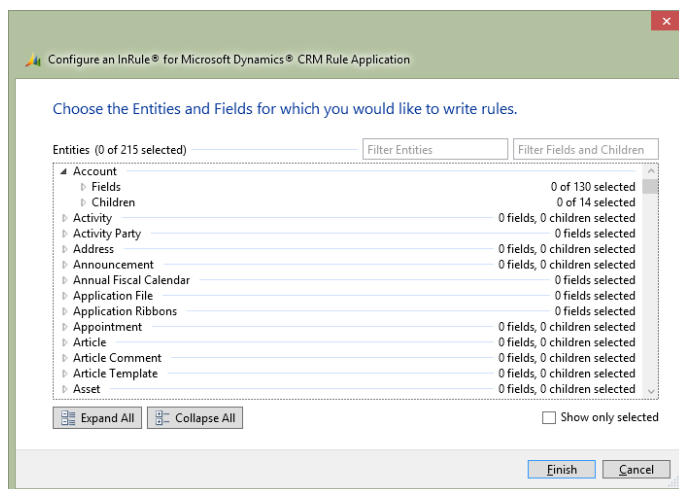 Configure an InRule® for Microsoft Dynamics® CRM Rule Application
Choose the Entities and Fields for which you would like to write rules.
Entities (0 of 215 selected) Filter Entities Filter Fields and Children
Account
Fields 0 of 130 selected
Children 0 of 14 selected
Activity 0 fields, 0 children selected
Activity Party 0 fields selected
Address 0 fields, 0 children selected
Announcement 0 fields, 0 children selected
Annual Fiscal Calendar 0 fields selected
Application File 0 fields selected
Application Ribbons 0 fields selected
Appointment 0 fields, 0 children selected
Article 0 fields, 0 children selected
Article Comment 0 fields, 0 children selected
Article Template 0 fields, 0 children selected
Asset 0 fields, 0 children selected
Expand All Collapse All Show only selected
Finish Cancel